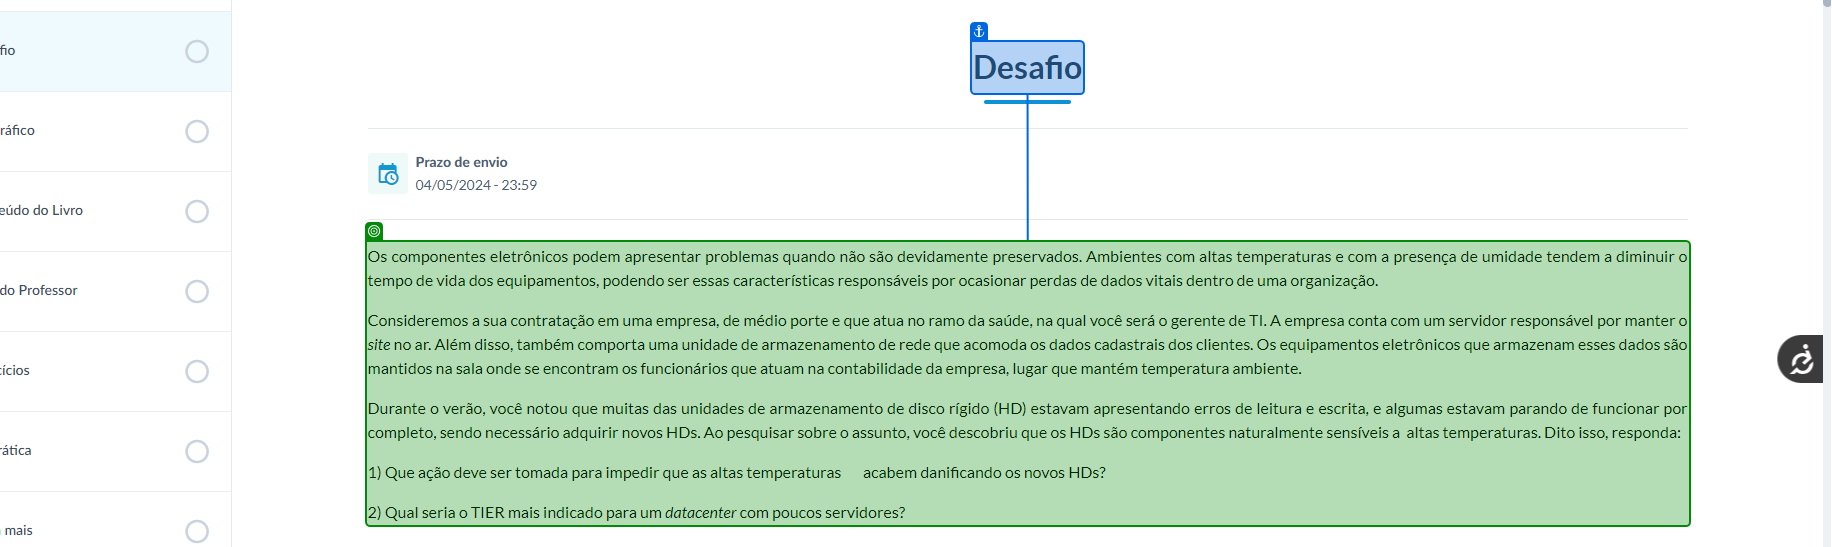 Desafio
fio
ráfico
Prazo de envio
04/05/2024 - 23:59
eúdo do Livro
Os componentes eletrônicos podem apresentar problemas quando não são devidamente preservados. Ambientes com altas temperaturas e com a presença de umidade tendem a diminuir o
tempo de vida dos equipamentos, podendo ser essas características responsáveis por ocasionar perdas de dados vitais dentro de uma organização.
do Professor
Consideremos a sua contratação em uma empresa, de médio porte e que atua no ramo da saúde, na qual você será o gerente de TI. A empresa conta com um servidor responsável por manter o
site no ar. Além disso, também comporta uma unidade de armazenamento de rede que acomoda os dados cadastrais dos clientes. Os equipamentos eletrônicos que armazenam esses dados são
mantidos na sala onde se encontram os funcionários que atuam na contabilidade da empresa, lugar que mantém temperatura ambiente.
cícios
Durante o verão, você notou que muitas das unidades de armazenamento de disco rígido (HD) estavam apresentando erros de leitura e escrita, e algumas estavam parando de funcionar por
completo, sendo necessário adquirir novos HDs. Ao pesquisar sobre o assunto, você descobriu que os HDs são componentes naturalmente sensíveis a altas temperaturas. Dito isso, responda:
rática
1) Que ação deve ser tomada para impedir que as altas temperaturas acabem danificando os novos HDs?
2) Qual seria o TIER mais indicado para um datacenter com poucos servidores?
mais